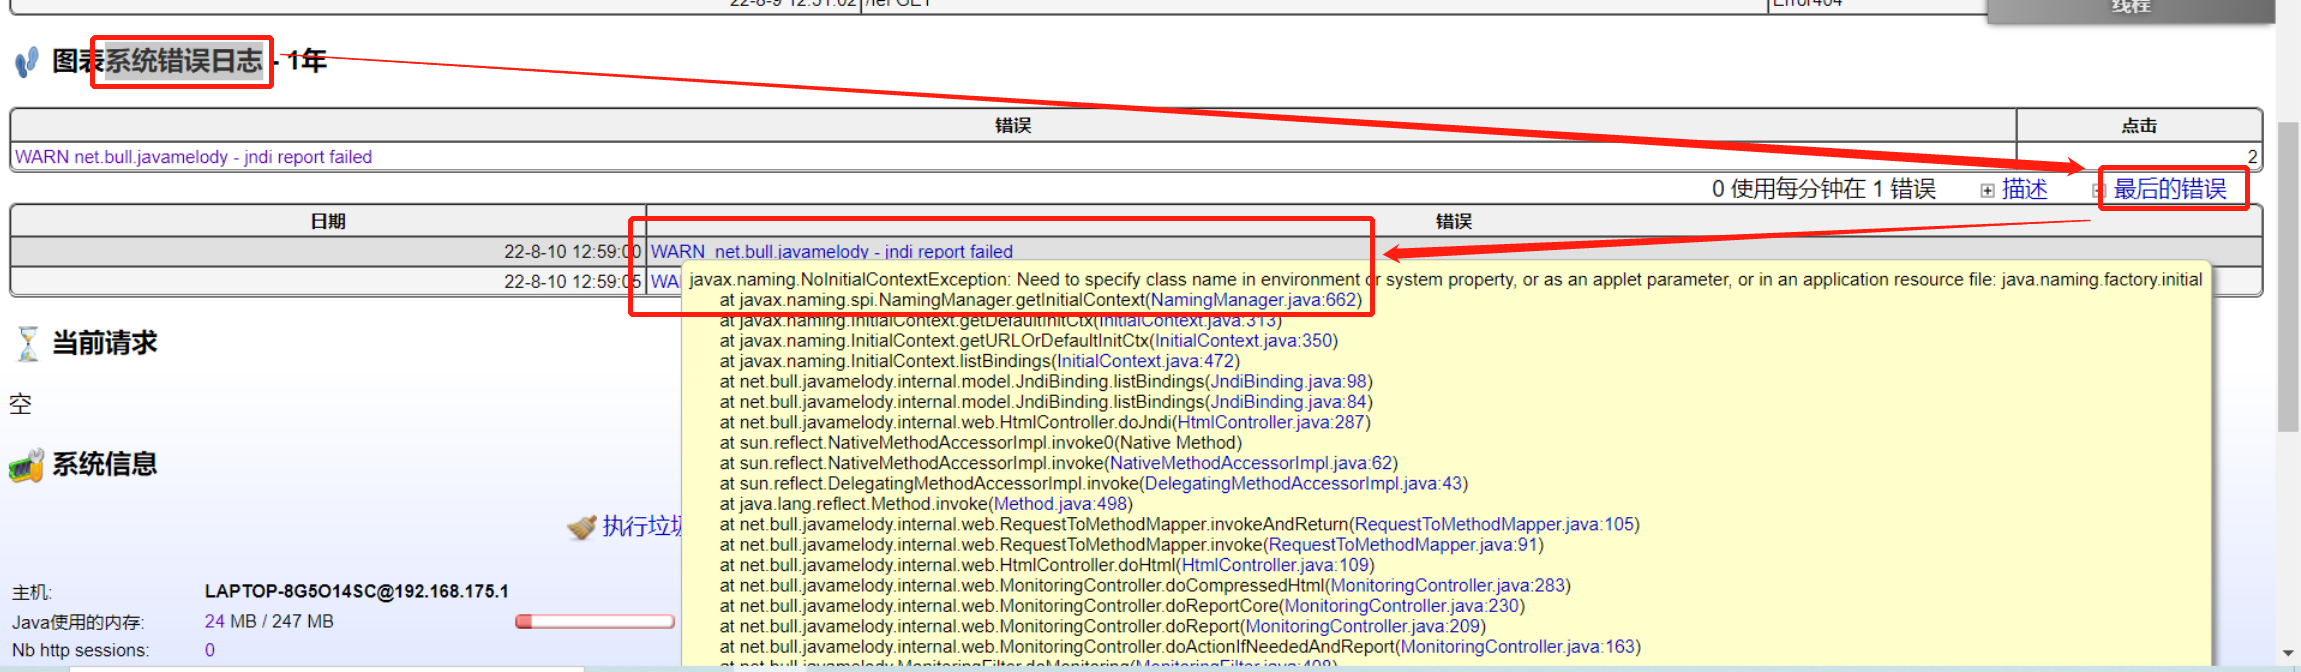 22-8-9 12:51:02 /fei GET Error404
线程
图表系统错误日志 - 1年
错误 点击
WARN net.bull.javamelody - jndi report failed 2
0 使用每分钟在 1 错误 描述 最后的错误
日期 错误
22-8-10 12:59:00 WARN net.bull.javamelody - jndi report failed
22-8-10 12:59:05 WA
javax.naming.NoInitialContextException: Need to specify class name in environment or system property, or as an applet parameter, or in an application resource file: java.naming.factory.initial
at javax.naming.spi.NamingManager.getInitialContext(NamingManager.java:662)
at javax.naming.InitialContext.getDefaultInitCtx(InitialContext.java:313)
at javax.naming.InitialContext.getURLOrDefaultInitCtx(InitialContext.java:350)
at javax.naming.InitialContext.listBindings(InitialContext.java:472)
at net.bull.javamelody.internal.model.JndiBinding.listBindings(JndiBinding.java:98)
at net.bull.javamelody.internal.model.JndiBinding.listBindings(JndiBinding.java:84)
at net.bull.javamelody.internal.web.HtmlController.doJndi(HtmlController.java:287)
at sun.reflect.NativeMethodAccessorImpl.invoke0(Native Method)
at sun.reflect.NativeMethodAccessorImpl.invoke(NativeMethodAccessorImpl.java:62)
at sun.reflect.DelegatingMethodAccessorImpl.invoke(DelegatingMethodAccessorImpl.java:43)
at java.lang.reflect.Method.invoke(Method.java:498)
at net.bull.javamelody.internal.web.RequestToMethodMapper.invokeAndReturn(RequestToMethodMapper.java:105)
at net.bull.javamelody.internal.web.RequestToMethodMapper.invoke(RequestToMethodMapper.java:91)
at net.bull.javamelody.internal.web.HtmlController.doHtml(HtmlController.java:109)
at net.bull.javamelody.internal.web.MonitoringController.doCompressedHtml(MonitoringController.java:283)
at net.bull.javamelody.internal.web.MonitoringController.doReportCore(MonitoringController.java:230)
at net.bull.javamelody.internal.web.MonitoringController.doReport(MonitoringController.java:209)
at net.bull.javamelody.internal.web.MonitoringController.doActionIfNeededAndReport(MonitoringController.java:163)
at net.bull.javamelody.MonitoringFilter.doMonitoring(MonitoringFilter.java:408)
当前请求
空
系统信息
执行垃圾
主机: LAPTOP-8G5O14SC@192.168.175.1
Java使用的内存: 24 MB / 247 MB
Nb http sessions: 0